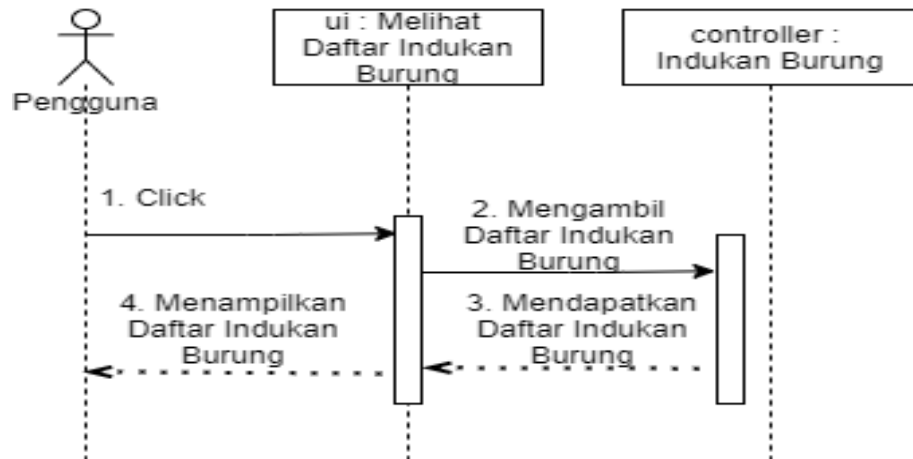 Pengguna
ui : Melihat
Daftar Indukan
Burung
controller :
Indukan Burung
1. Click
2. Mengambil
Daftar Indukan
Burung
3. Mendapatkan
Daftar Indukan
Burung
4. Menampilkan
Daftar Indukan
Burung